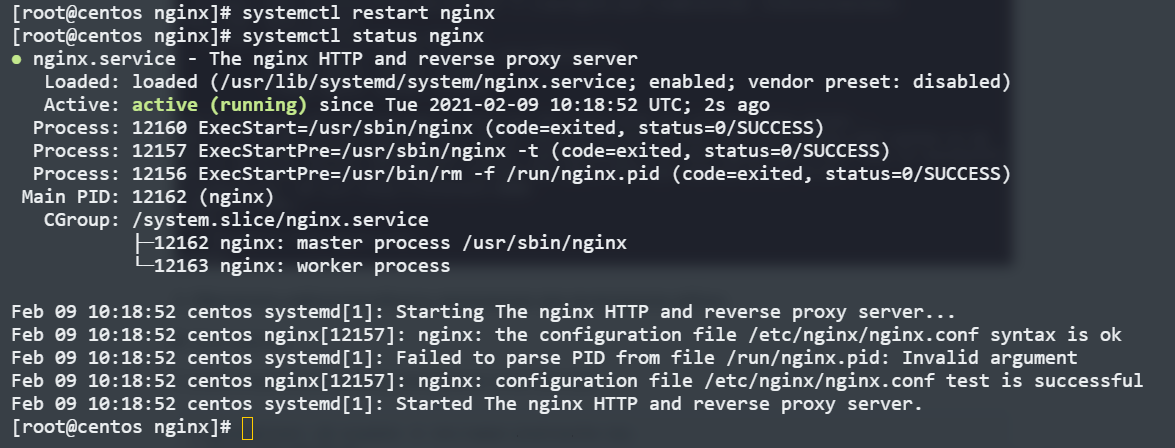 [root@centos nginx]# systemctl restart nginx
[root@centos nginx]# systemctl status nginx
● nginx.service - The nginx HTTP and reverse proxy server
   Loaded: loaded (/usr/lib/systemd/system/nginx.service; enabled; vendor preset: disabled)
   Active: active (running) since Tue 2021-02-09 10:18:52 UTC; 2s ago
  Process: 12160 ExecStart=/usr/sbin/nginx (code=exited, status=0/SUCCESS)
  Process: 12157 ExecStartPre=/usr/sbin/nginx -t (code=exited, status=0/SUCCESS)
  Process: 12156 ExecStartPre=/usr/bin/rm -f /run/nginx.pid (code=exited, status=0/SUCCESS)
 Main PID: 12162 (nginx)
   CGroup: /system.slice/nginx.service
           ├─12162 nginx: master process /usr/sbin/nginx
           └─12163 nginx: worker process

Feb 09 10:18:52 centos systemd[1]: Starting The nginx HTTP and reverse proxy server...
Feb 09 10:18:52 centos nginx[12157]: nginx: the configuration file /etc/nginx/nginx.conf syntax is ok
Feb 09 10:18:52 centos systemd[1]: Failed to parse PID from file /run/nginx.pid: Invalid argument
Feb 09 10:18:52 centos nginx[12157]: nginx: configuration file /etc/nginx/nginx.conf test is successful
Feb 09 10:18:52 centos systemd[1]: Started The nginx HTTP and reverse proxy server.
[root@centos nginx]#